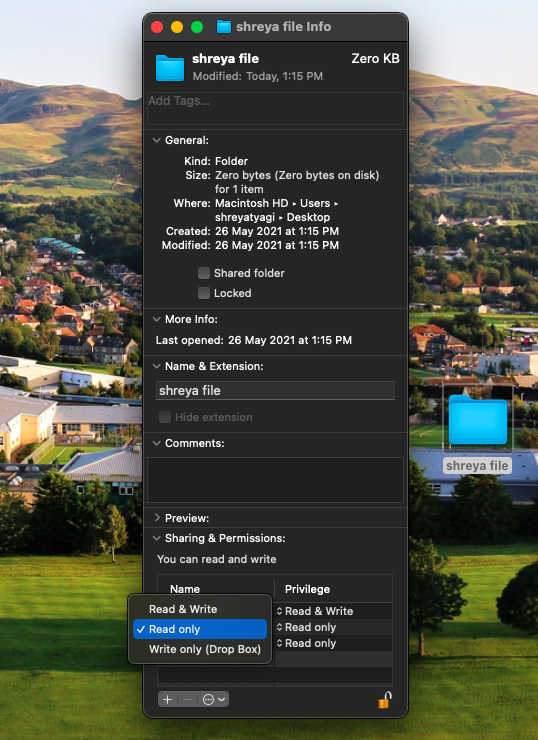 shreya file Info
shreya file Zero KB
Modified: Today, 1:15 PM
Add Tags...
General:
Kind: Folder
Size: Zero bytes (Zero bytes on disk)
for 1 item
Where: Macintosh HD ▸ Users ▸
shreyatyagi ▸ Desktop
Created: 26 May 2021 at 1:15 PM
Modified: 26 May 2021 at 1:15 PM
Shared folder
Locked
More Info:
Last opened: 26 May 2021 at 1:15 PM
Name & Extension:
shreya file
Hide extension
Comments:
Preview:
Sharing & Permissions:
You can read and write
Name Privilege
Read & Write
Read only
Read only
Read & Write
Read only
Write only (Drop Box)
shreya file